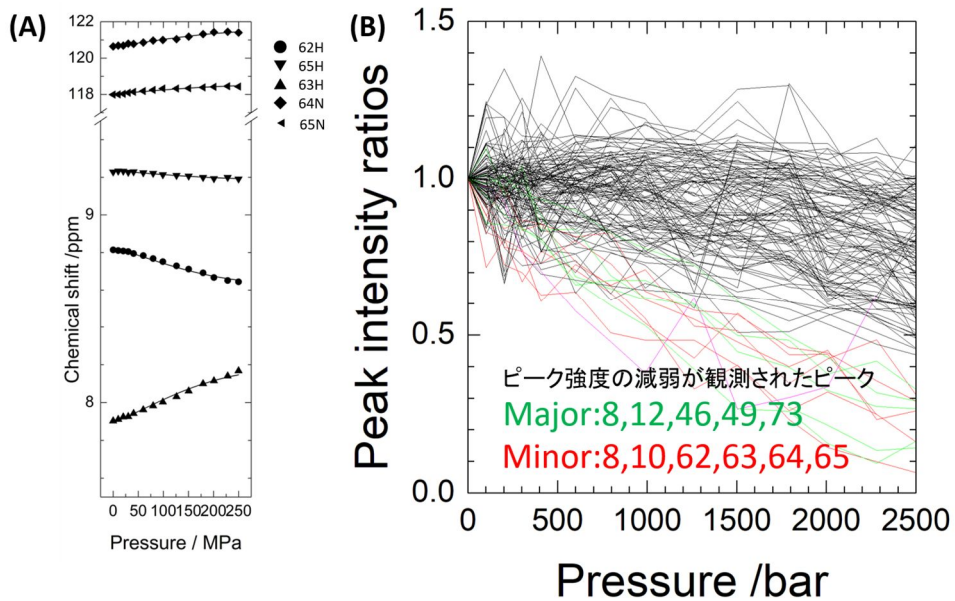 (A)
122
121
118
9
8
Chemical shift /ppm
0 50 100 150 200 250
Pressure / MPa
62H
65H
63H
64N
65N
(B)
1.5
1.0
0.5
0.0
Peak intensity ratios
ピーク強度の減弱が観測されたピーク
Major:8,12,46,49,73
Minor:8,10,62,63,64,65
0 500 1000 1500 2000 2500
Pressure /bar